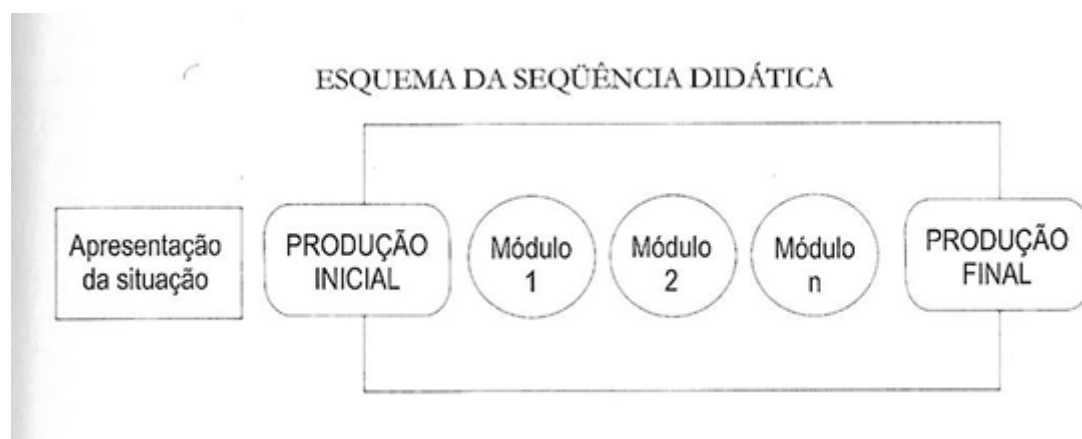 ESQUEMA DA SEQÜÊNCIA DIDÁTICA
Apresentação
da situação
PRODUÇÃO
INICIAL
Módulo
1
Módulo
2
Módulo
n
PRODUÇÃO
FINAL